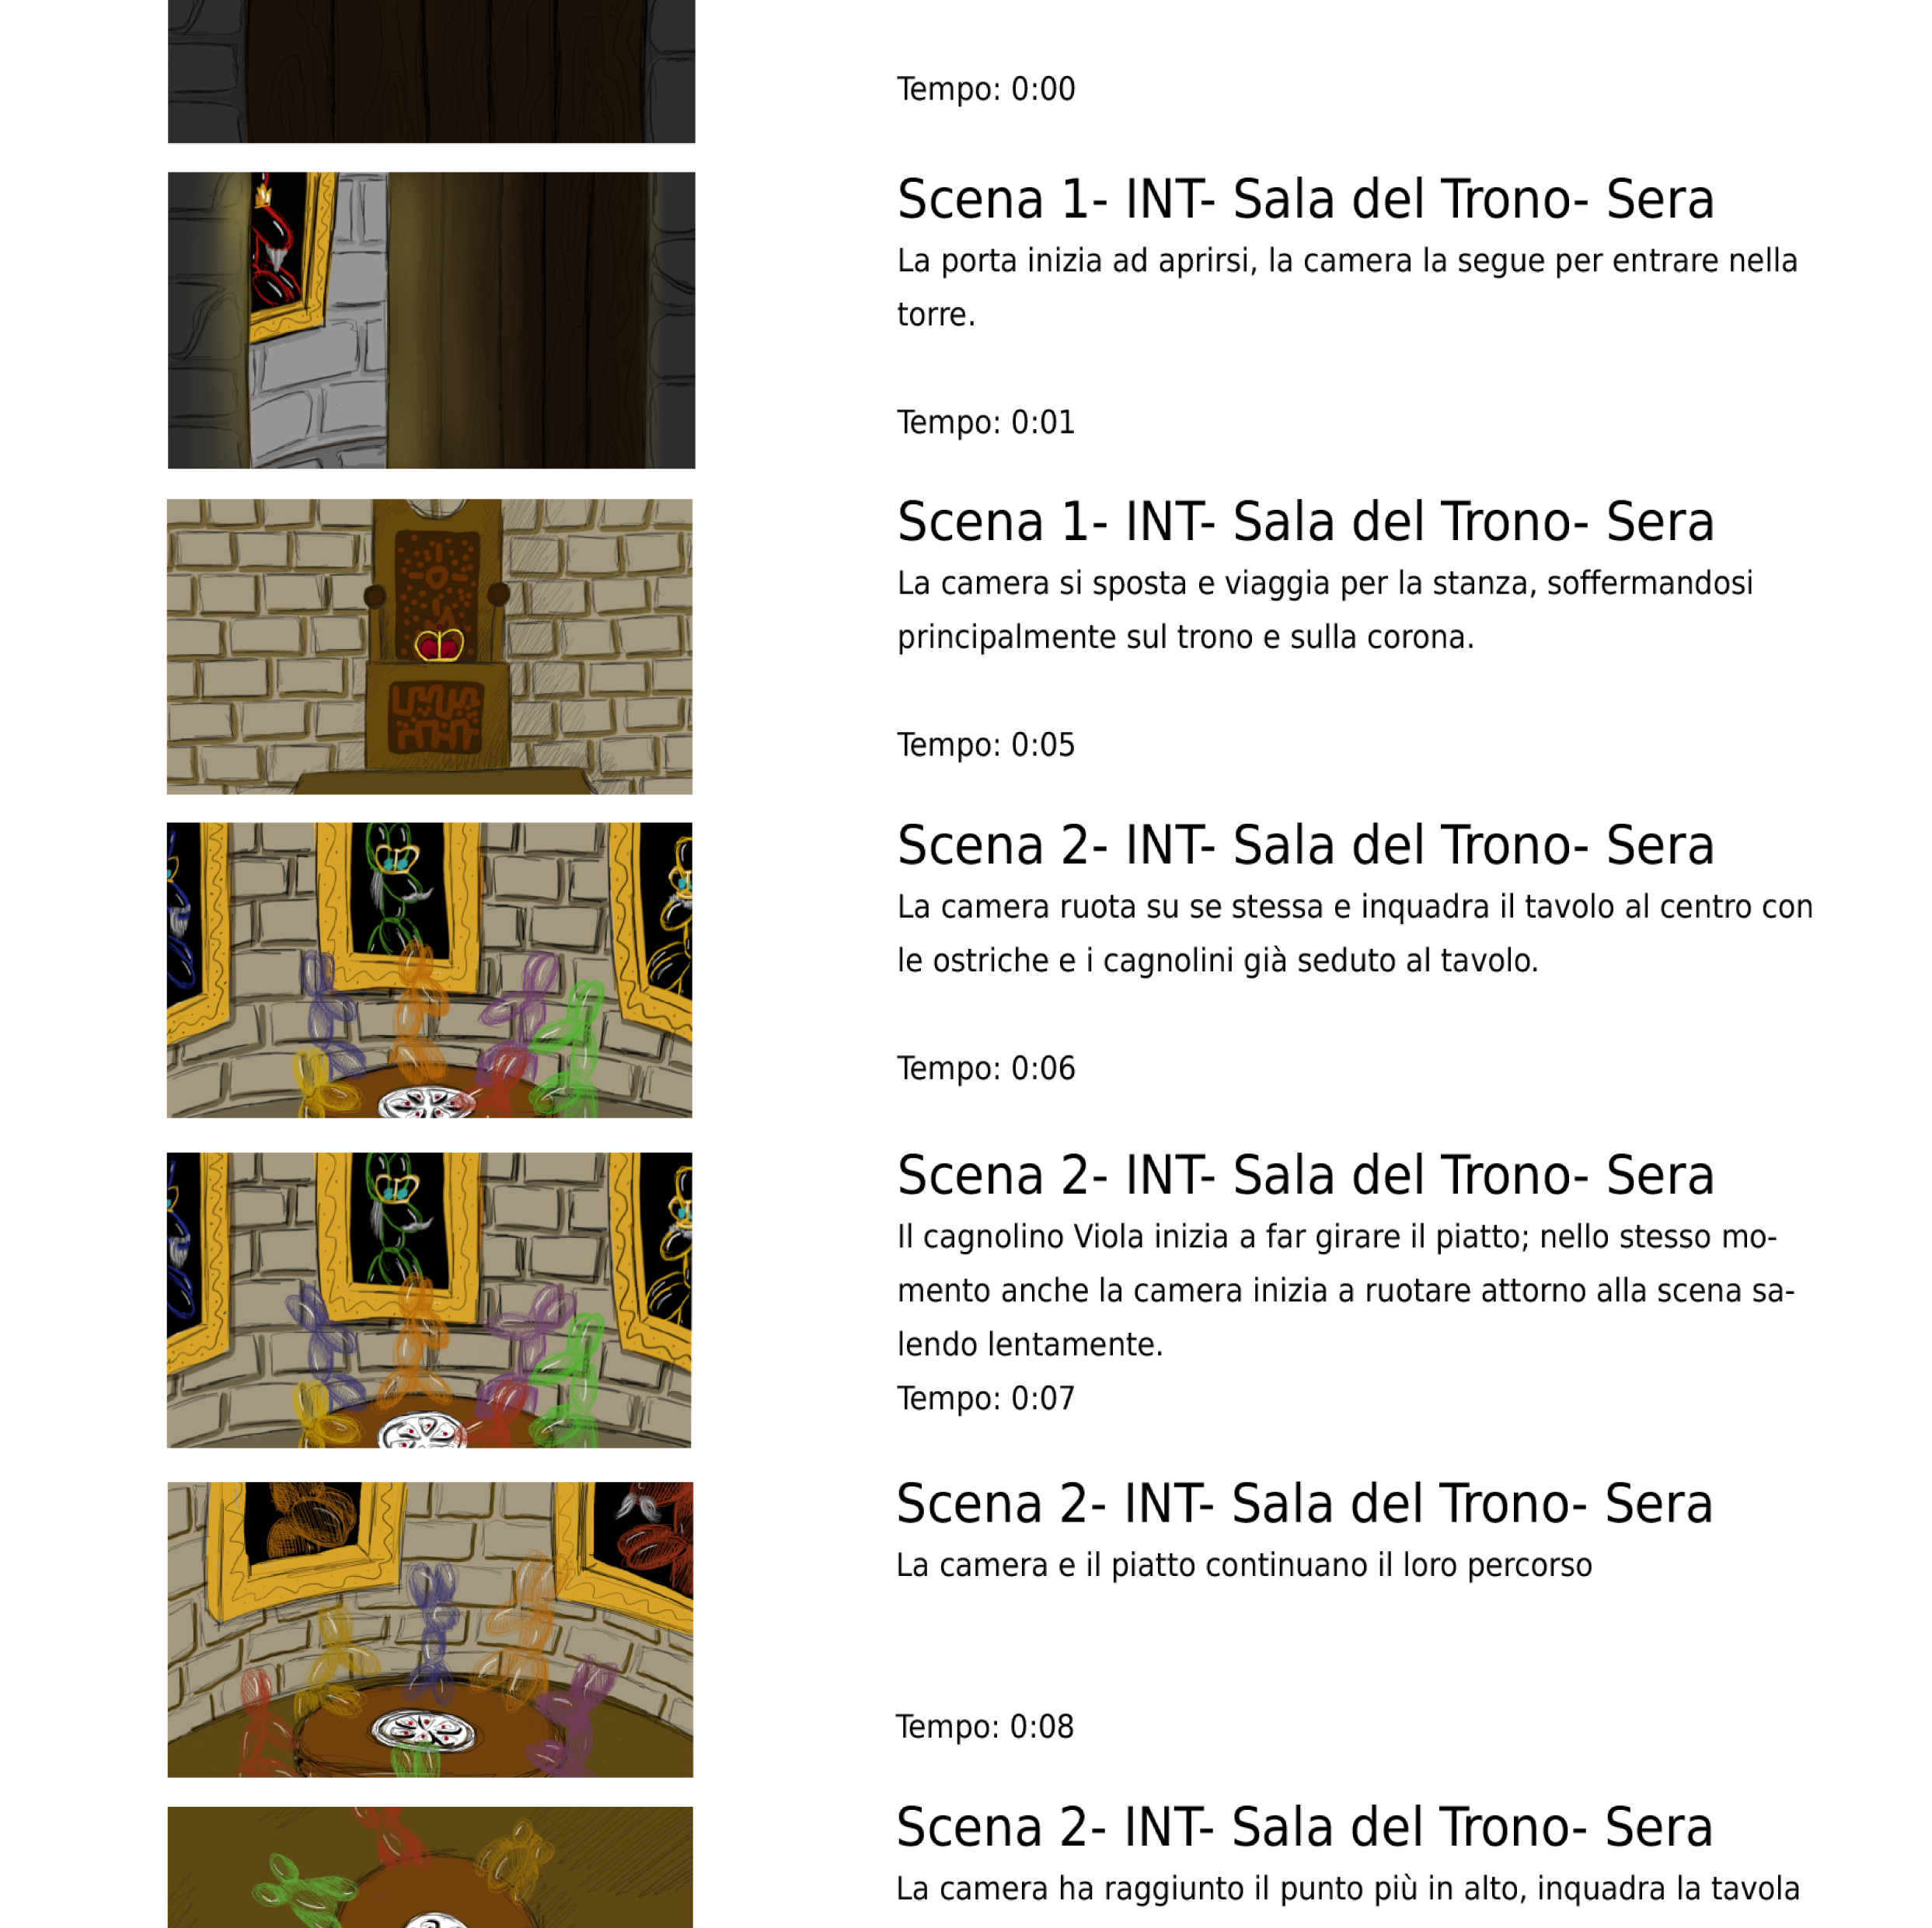 Tempo: 0:00
Scena 1- INT- Sala del Trono- Sera
La porta inizia ad aprirsi, la camera la segue per entrare nella
torre.
Tempo: 0:01
Scena 1- INT- Sala del Trono- Sera
La camera si sposta e viaggia per la stanza, soffermandosi
principalmente sul trono e sulla corona.
Tempo: 0:05
Scena 2- INT- Sala del Trono- Sera
La camera ruota su se stessa e inquadra il tavolo al centro con
le ostriche e i cagnolini già seduto al tavolo.
Tempo: 0:06
Scena 2- INT- Sala del Trono- Sera
Il cagnolino Viola inizia a far girare il piatto; nello stesso mo-
mento anche la camera inizia a ruotare attorno alla scena sa-
lendo lentamente.
Tempo: 0:07
Scena 2- INT- Sala del Trono- Sera
La camera e il piatto continuano il loro percorso
Tempo: 0:08
Scena 2- INT- Sala del Trono- Sera
La camera ha raggiunto il punto più in alto, inquadra la tavola